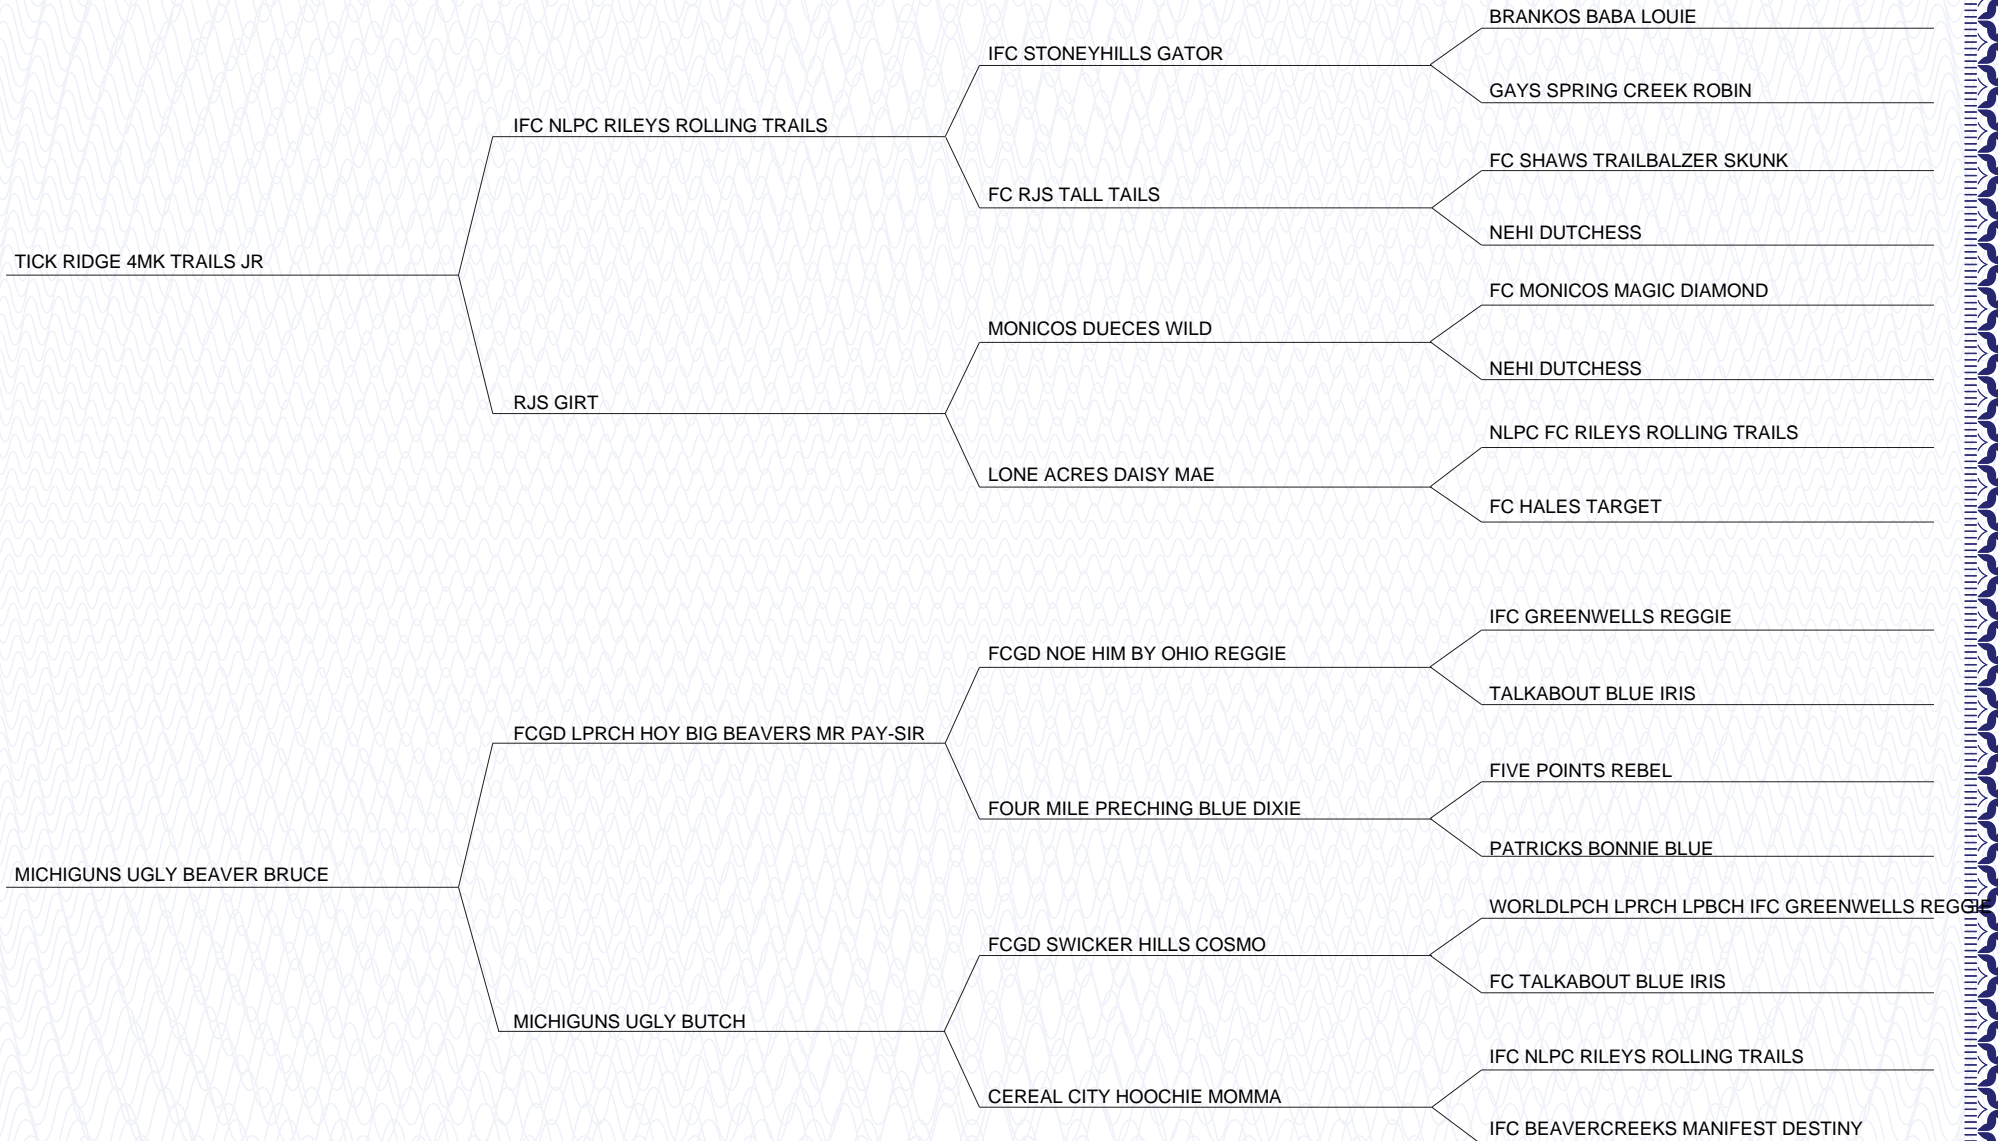 BRANKOS BABA LOUIE
IFC STONEYHILLS GATOR
GAYS SPRING CREEK ROBIN
IFC NLPC RILEYS ROLLING TRAILS
FC SHAWS TRAILBALZER SKUNK
FC RJS TALL TAILS
NEHI DUTCHESS
TICK RIDGE 4MK TRAILS JR
FC MONICOS MAGIC DIAMOND
MONICOS DUECES WILD
NEHI DUTCHESS
RJS GIRT
NLPC FC RILEYS ROLLING TRAILS
LONE ACRES DAISY MAE
FC HALES TARGET
IFC GREENWELLS REGGIE
FCGD NOE HIM BY OHIO REGGIE
TALKABOUT BLUE IRIS
FCGD LPRCH HOY BIG BEAVERS MR PAY-SIR
FIVE POINTS REBEL
FOUR MILE PRECHING BLUE DIXIE
PATRICKS BONNIE BLUE
MICHIGUNS UGLY BEAVER BRUCE
WORLDLPCH LPRCH LPBCH IFC GREENWELLS REGGIE
FCGD SWICKER HILLS COSMO
FC TALKABOUT BLUE IRIS
MICHIGUNS UGLY BUTCH
IFC NLPC RILEYS ROLLING TRAILS
CEREAL CITY HOOCHIE MOMMA
IFC BEAVERCREEKS MANIFEST DESTINY